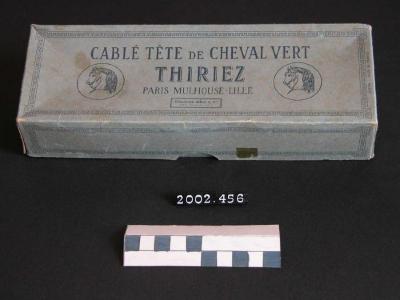 CABLÉ TÊTE DE CHEVAL VERT
THIRIEZ
PARIS MULHOUSE-LILLE
2002.456